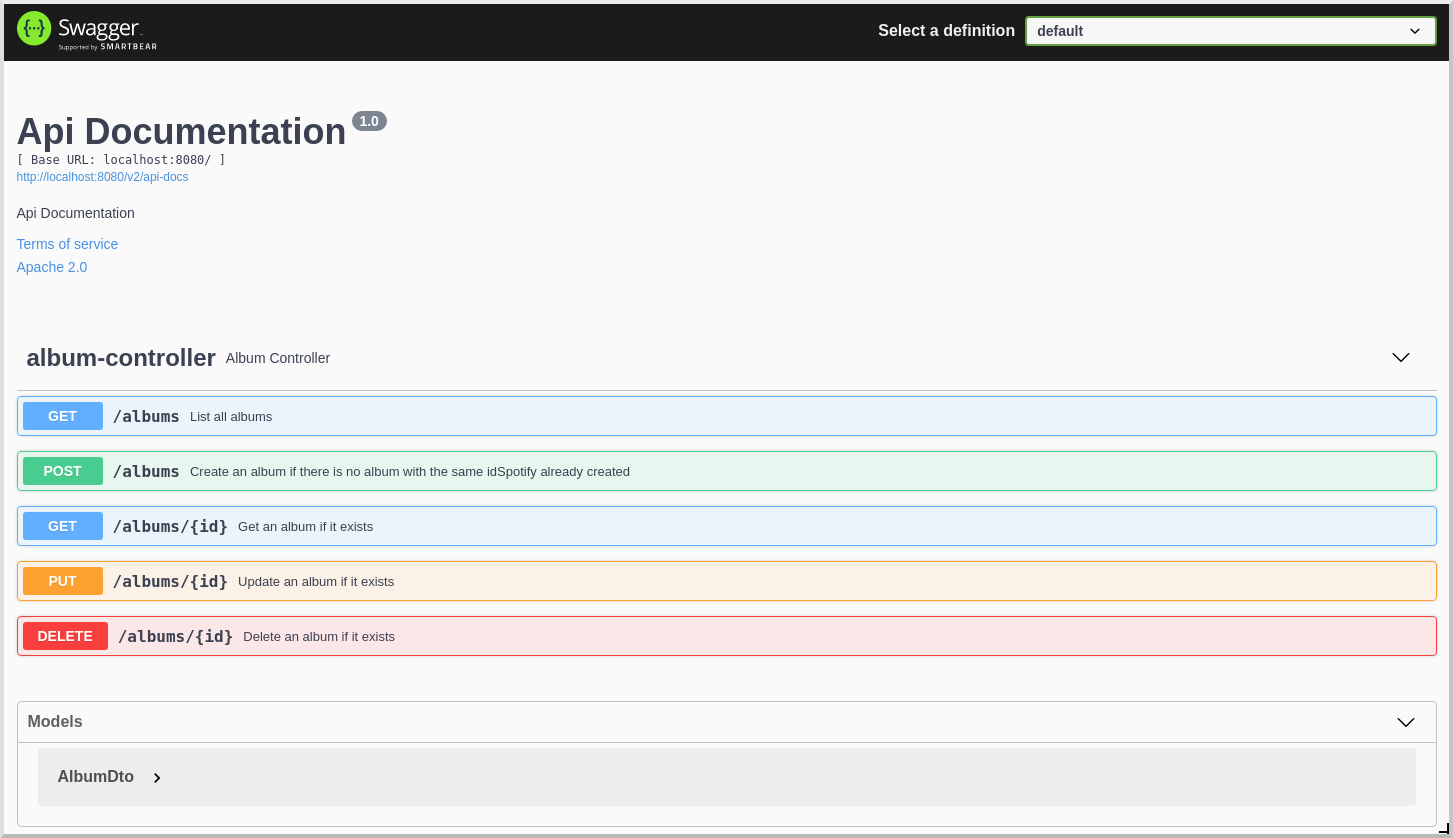 {···} Swagger
Supported by SMARTBEAR
Select a definition default
Api Documentation 1.0
[ Base URL: localhost:8080/ ]
http://localhost:8080/v2/api-docs
Api Documentation
Terms of service
Apache 2.0
album-controller Album Controller
GET /albums List all albums
POST /albums Create an album if there is no album with the same idSpotify already created
GET /albums/{id} Get an album if it exists
PUT /albums/{id} Update an album if it exists
DELETE /albums/{id} Delete an album if it exists
Models
AlbumDto